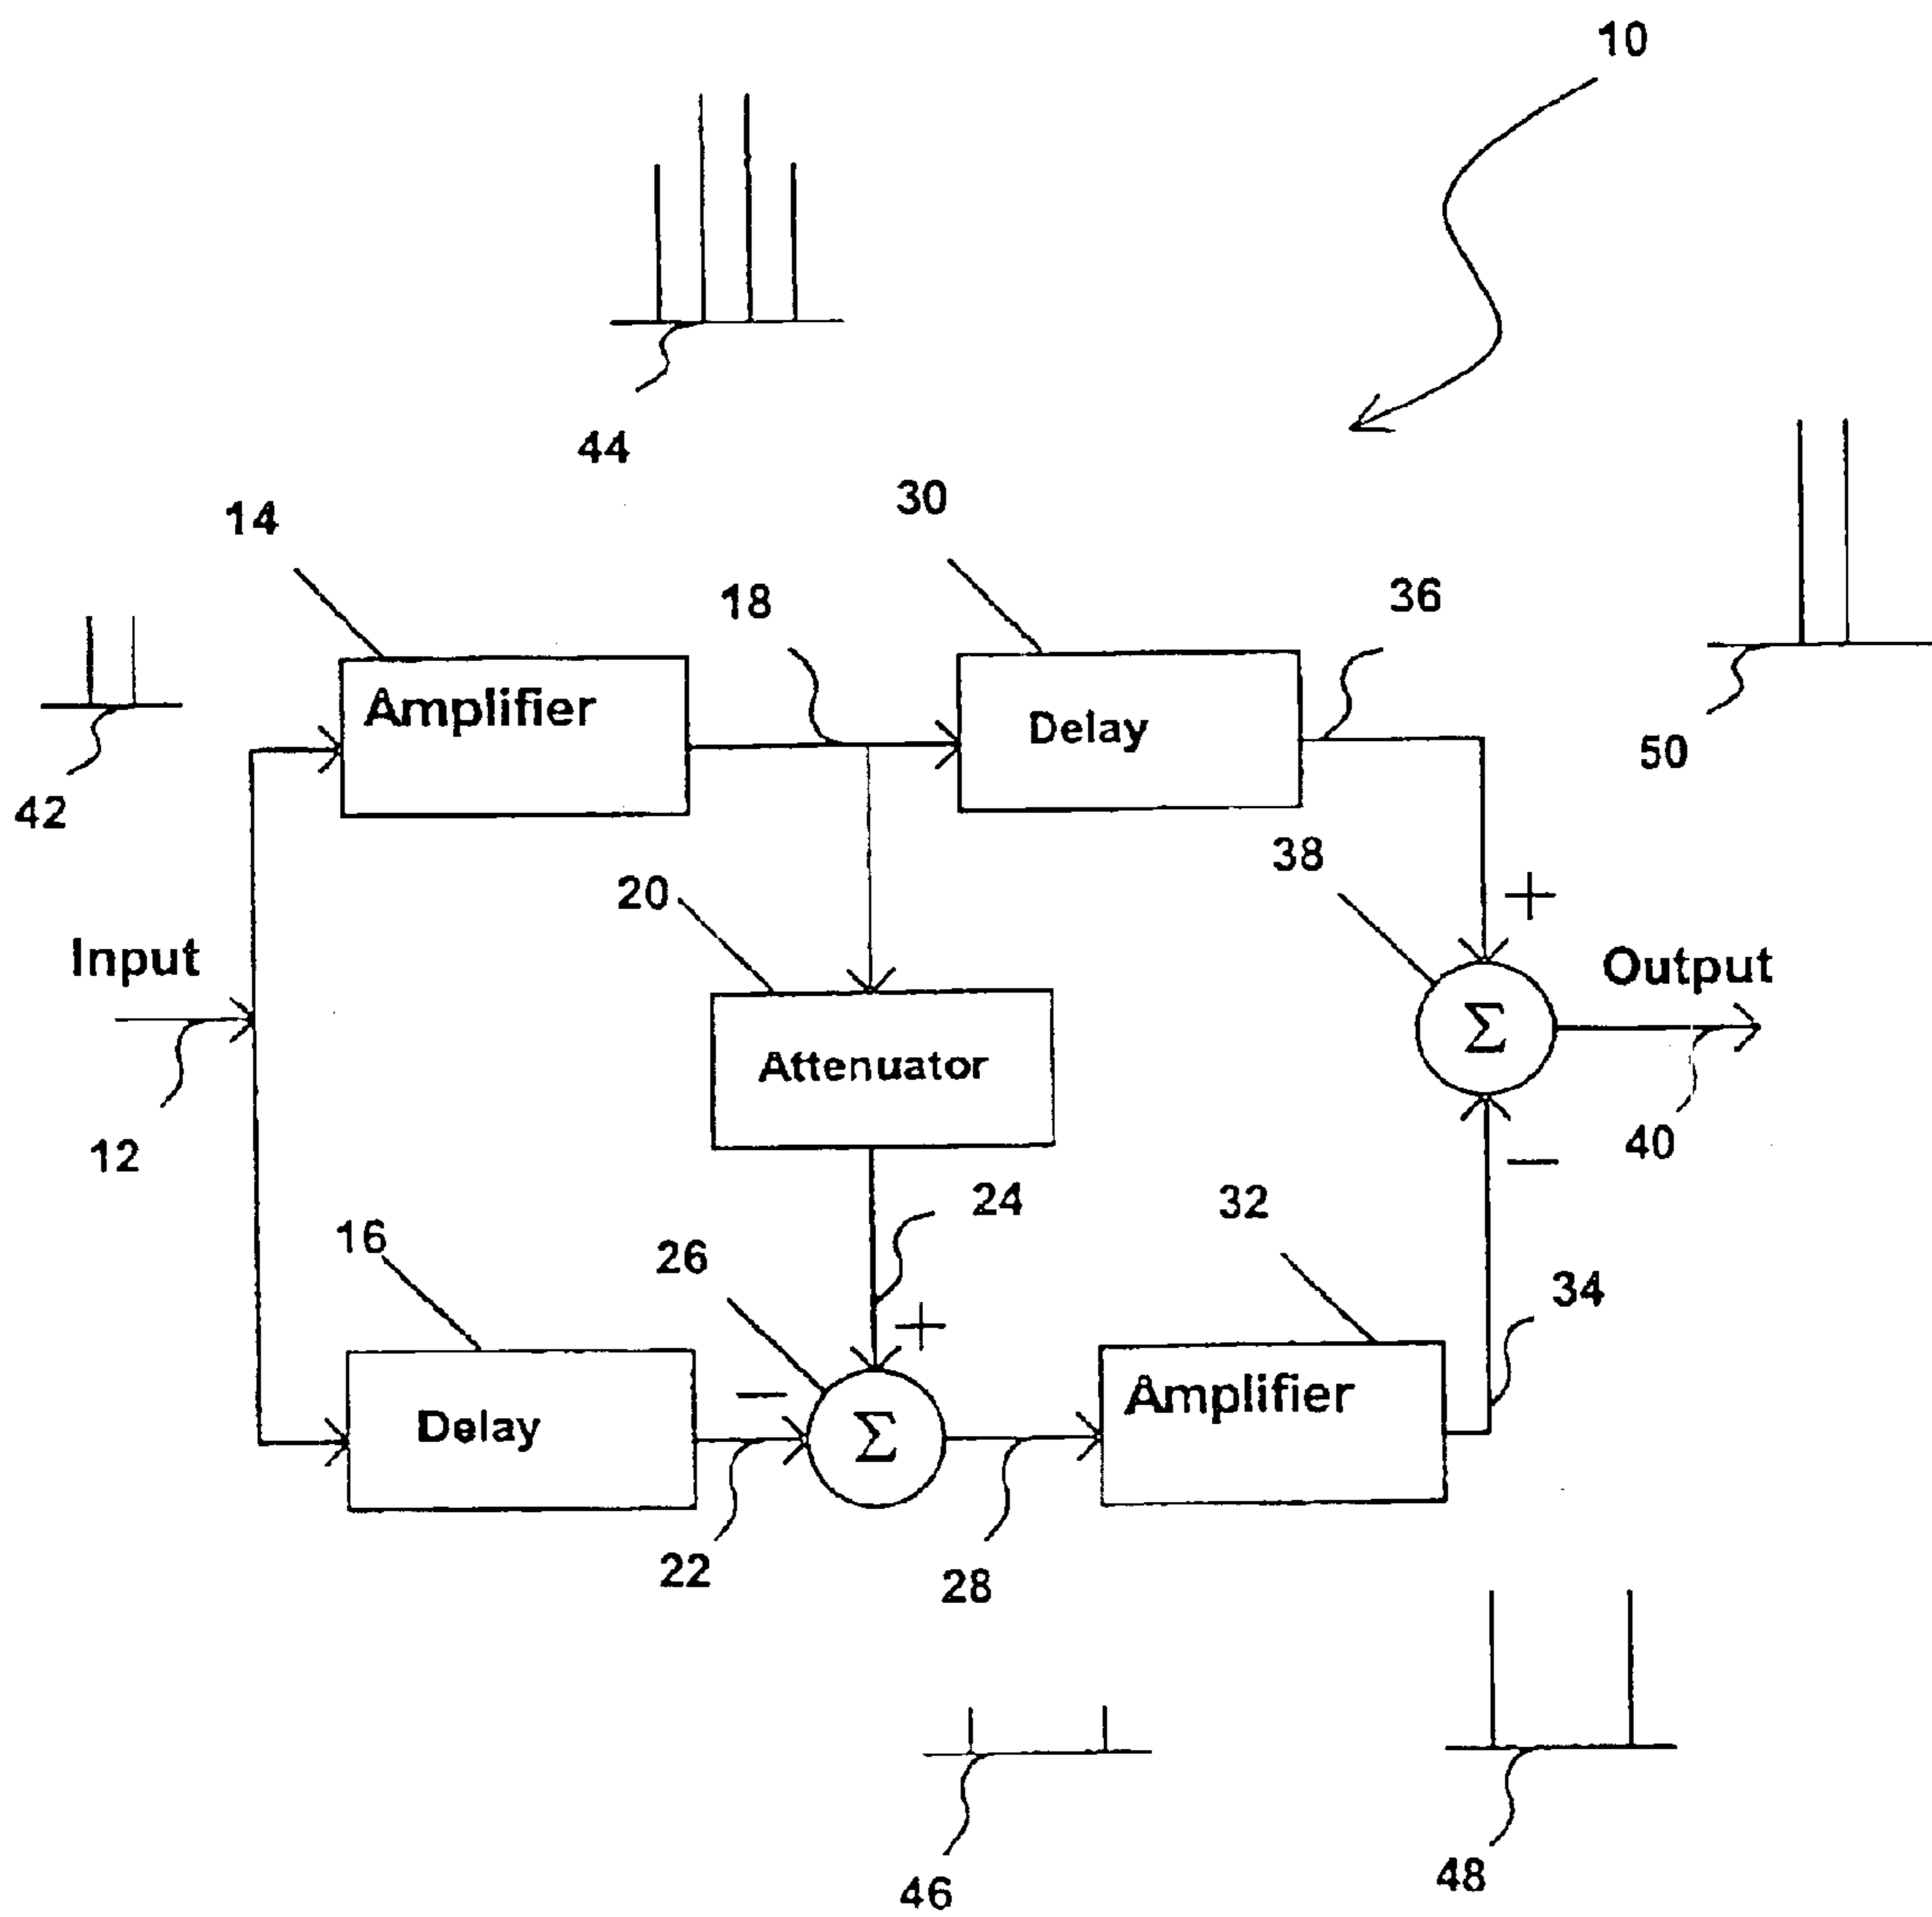 10
44
14
30
18
36
42
50
Amplifier
Delay
38
20
+
Input
Output
Σ
12
Attenuator
40
−
24
32
16
26
34
+
−
Amplifier
Delay
Σ
22
28
46
48